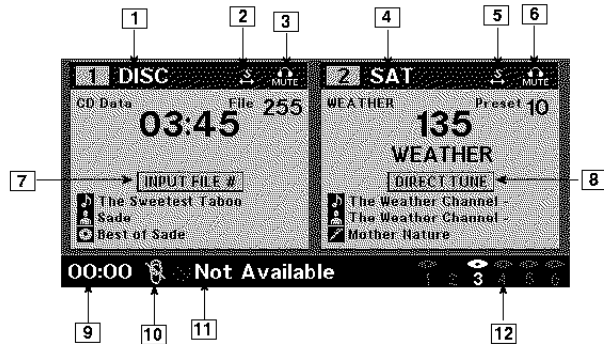 1 2 3 4 5 6
1 DISC S MUTE 2 SAT S MUTE
CD Data File 255 WEATHER Preset 10
03:45 135
WEATHER
7 INPUT FILE # DIRECT TUNE 8
The Sweetest Taboo The Weather Channel -
Sade The Weather Channel -
Best of Sade Mother Nature
00:00 Not Available 1 2 3 4 5 6
9 10 11 12